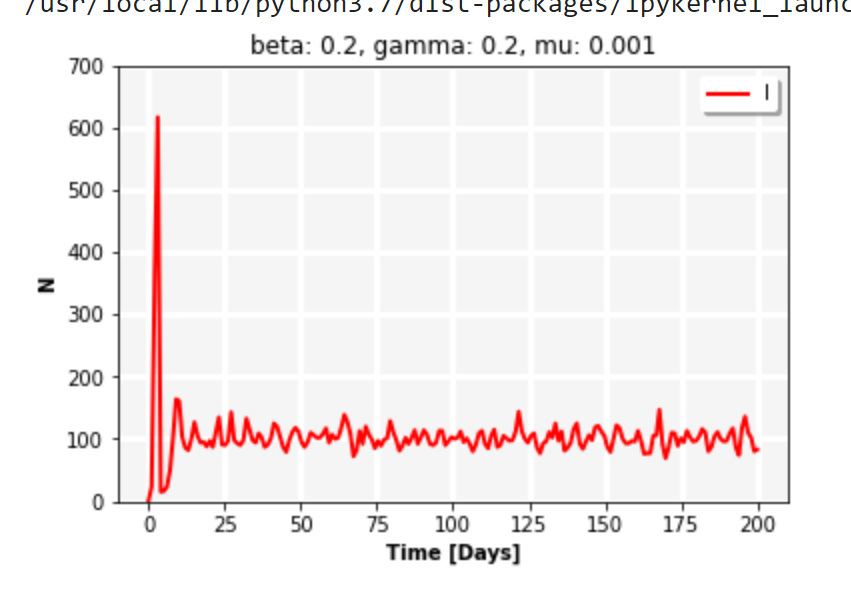 /usr/local/lib/python3.7/dist-packages/ipykernel_launc
beta: 0.2, gamma: 0.2, mu: 0.001
I
700
600
500
400
300
200
100
0
N
0 25 50 75 100 125 150 175 200
Time [Days]